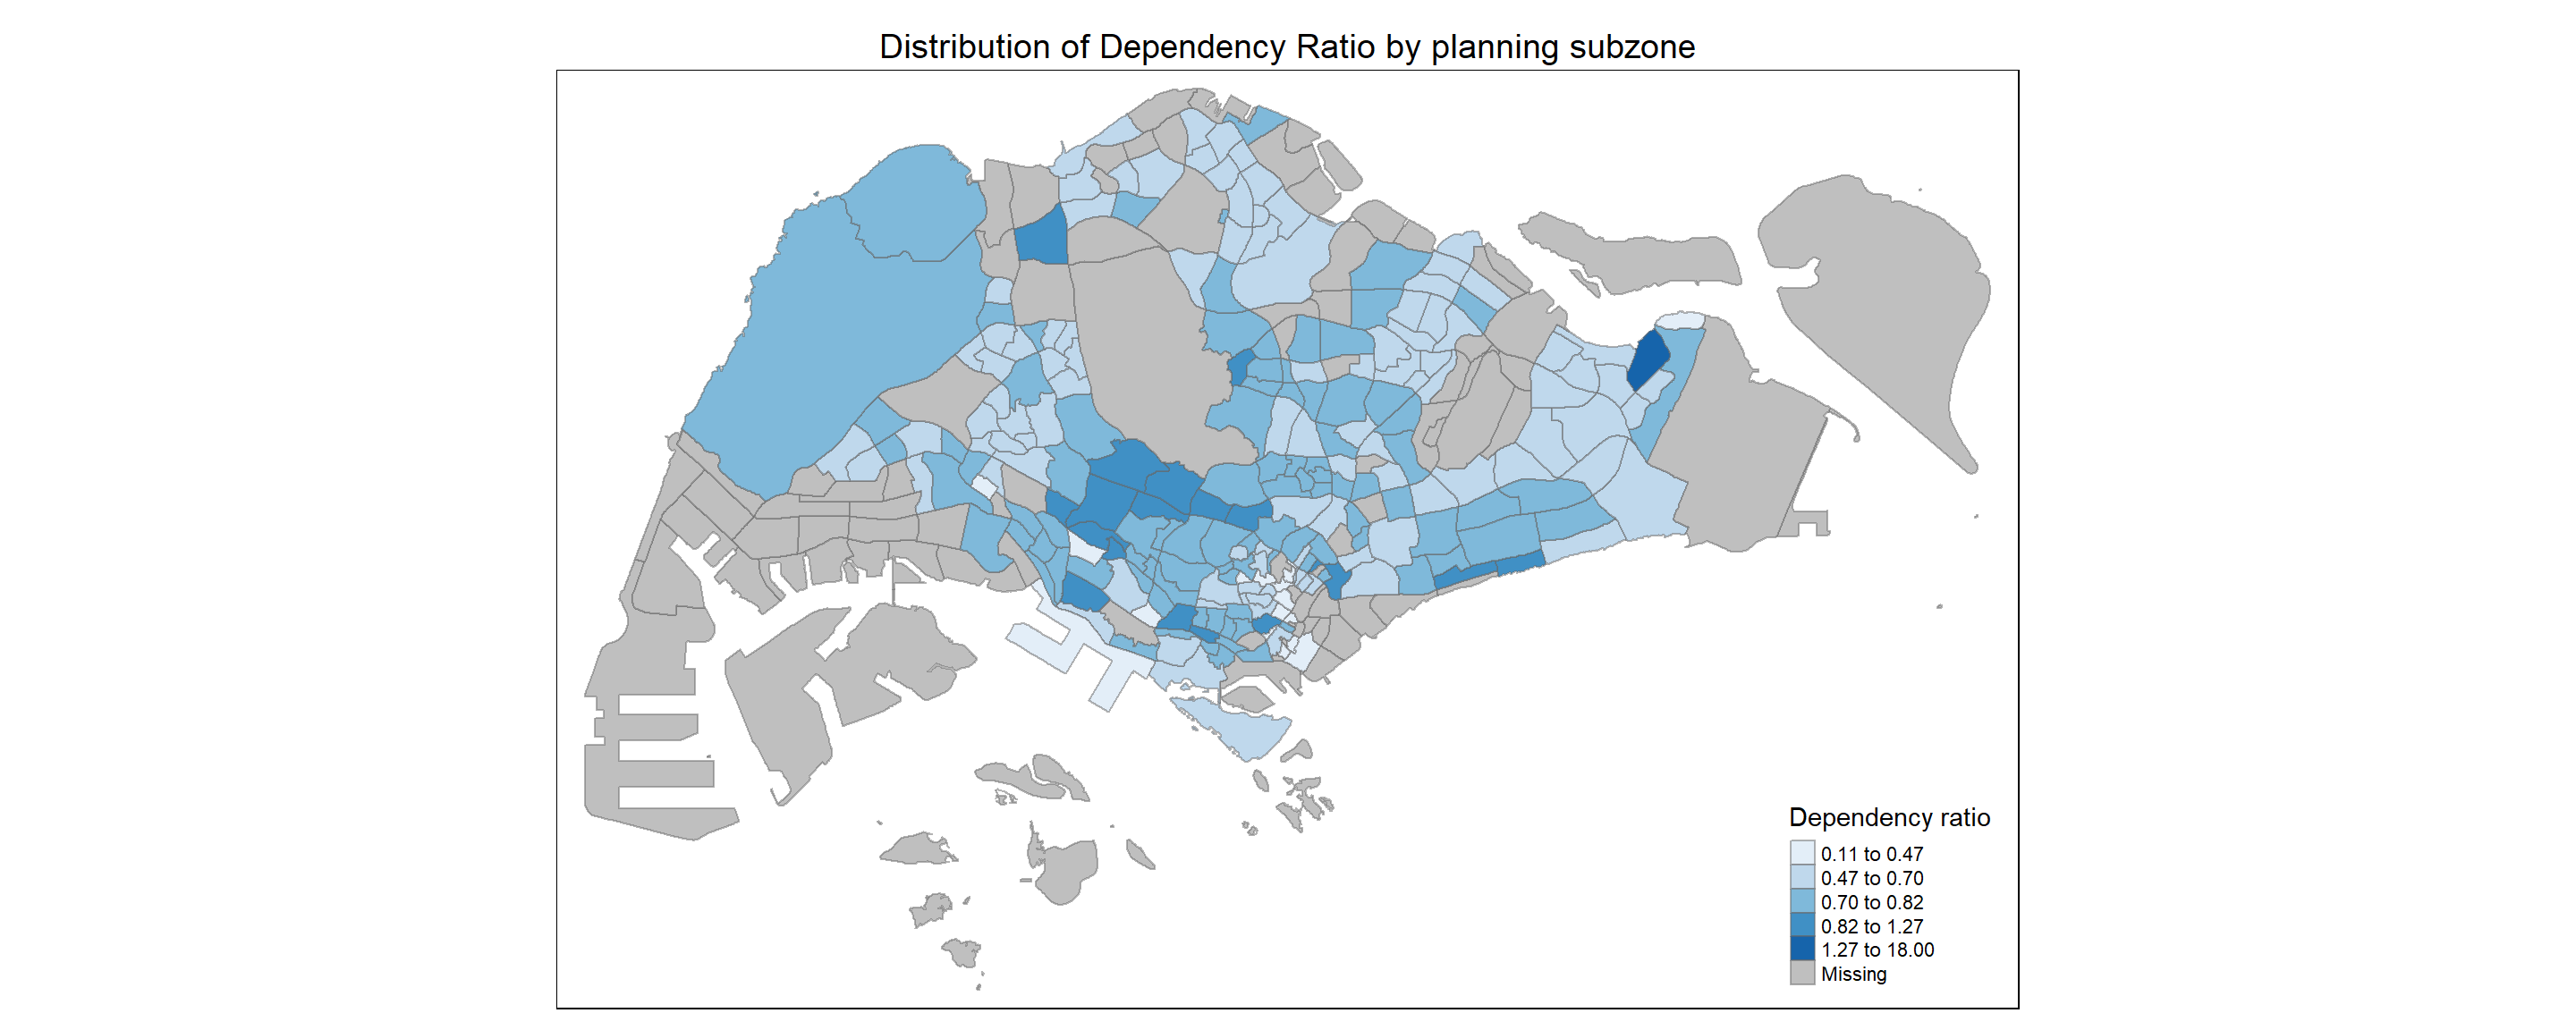 Distribution of Dependency Ratio by planning subzone
Dependency ratio
0.11 to 0.47
0.47 to 0.70
0.70 to 0.82
0.82 to 1.27
1.27 to 18.00
Missing